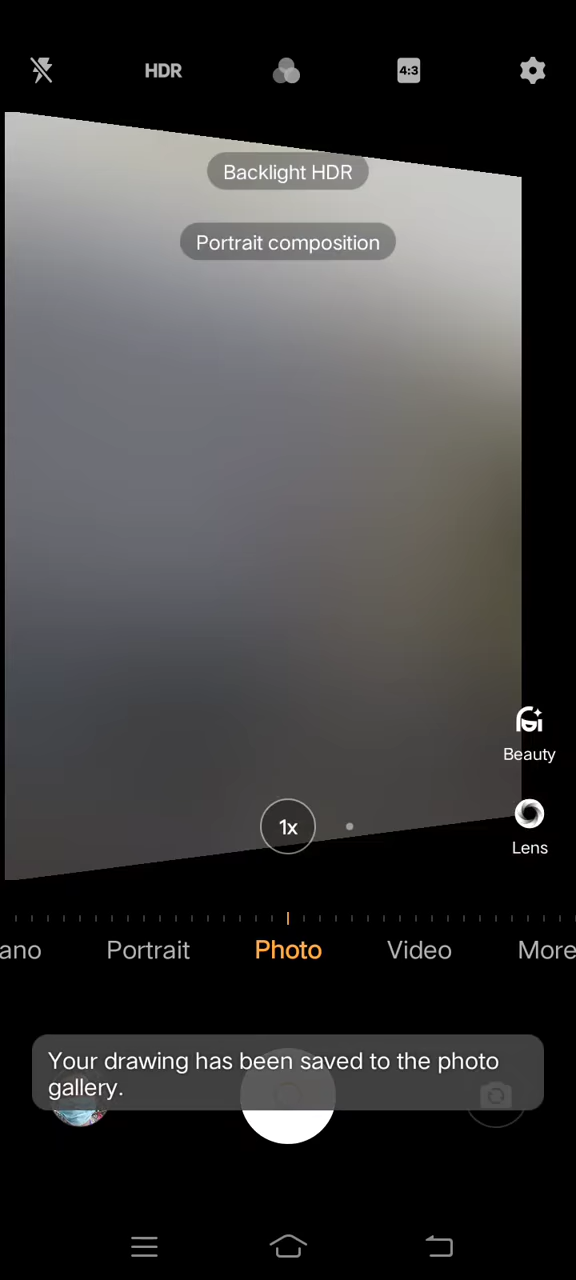 HDR
4:3
Backlight HDR
Portrait composition
Beauty
1x
Lens
ano
Portrait
Photo
Video
More
Your drawing has been saved to the photo
gallery.